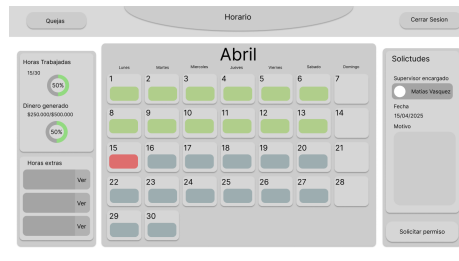 Quejas
Horario
Cerrar Sesion
Horas Trabajadas
15/30
50%
Dinero generado
$250.000/$500.000
50%
Horas extras
Ver
Ver
Ver
Abril
Lunes Martes Miercoles Jueves Viernes Sabado Domingo
1 2 3 4 5 6 7
8 9 10 11 12 13 14
15 16 17 18 19 20 21
22 23 24 25 26 27 28
29 30
Solictudes
Supervisor encargado
Matias Vasquez
Fecha
15/04/2025
Motivo
Solicitar permiso